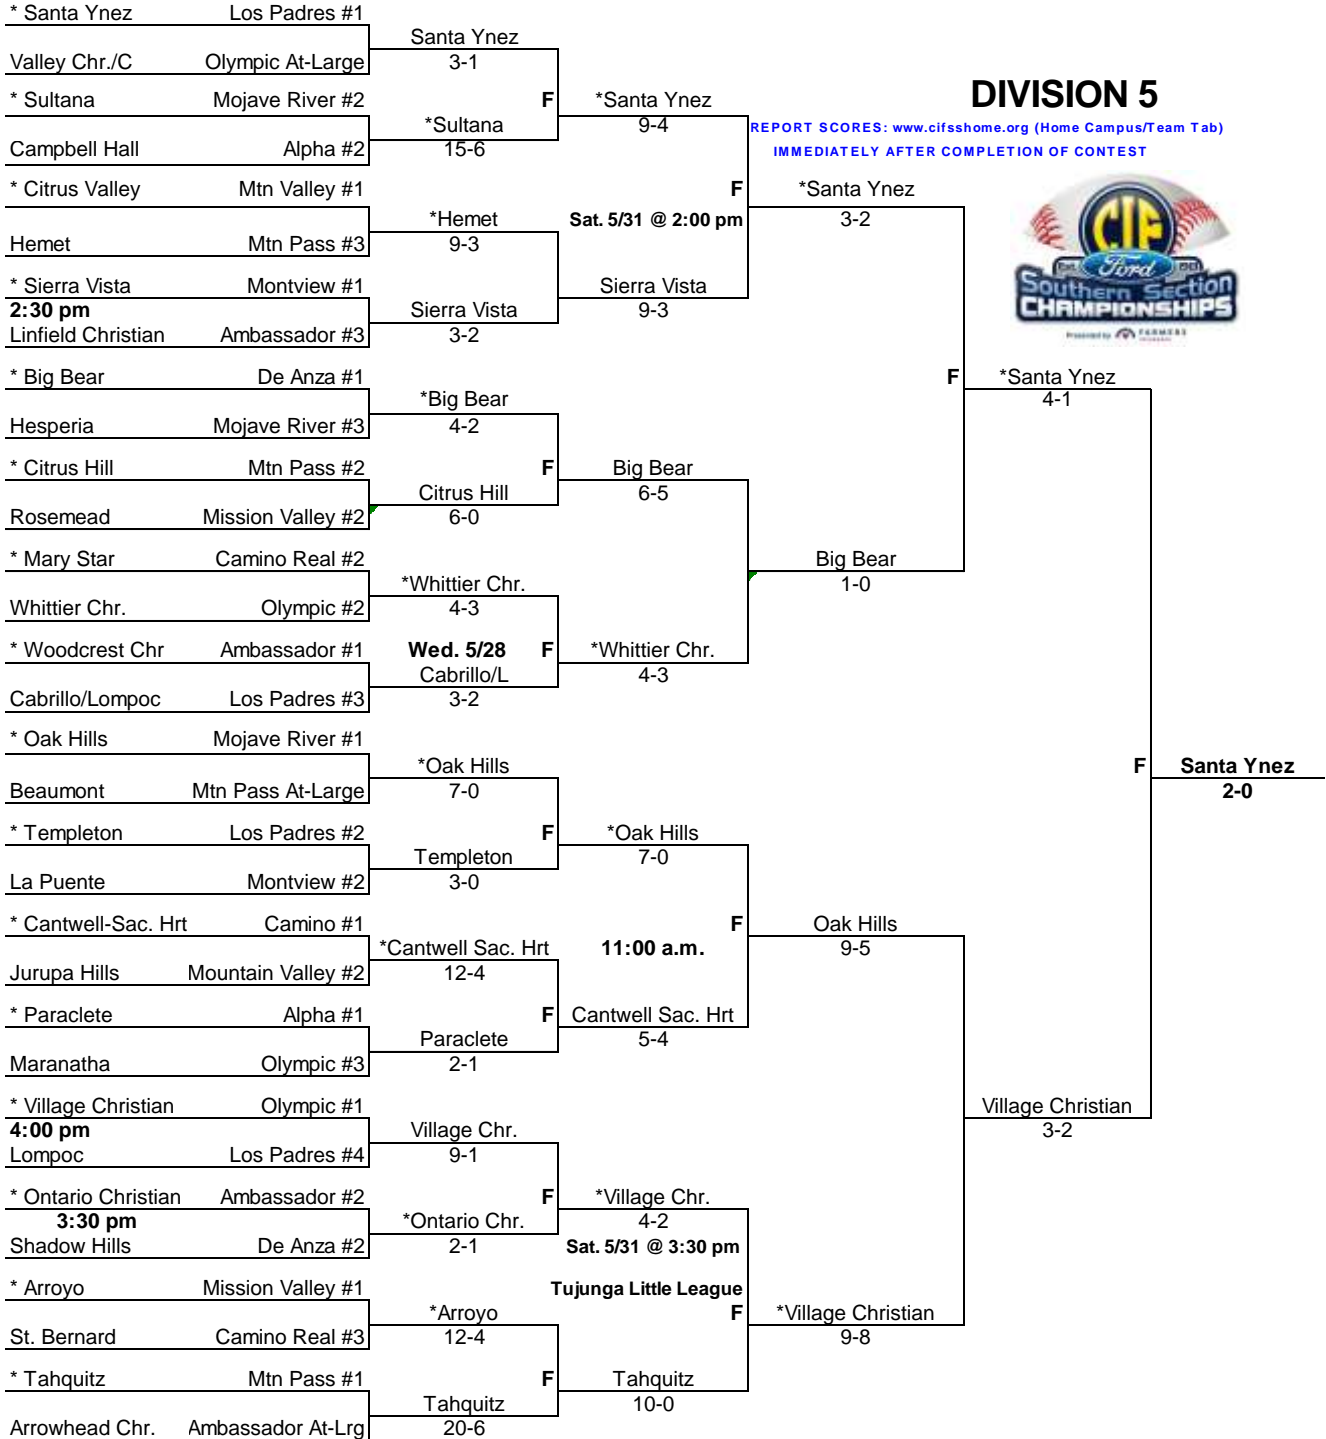 * Santa Ynez Los Padres #1
Santa Ynez
Valley Chr./C Olympic At-Large
3-1
* Sultana Mojave River #2
F
*Santa Ynez
DIVISION 5
*Sultana
9-4
REPORT SCORES: www.cifsshome.org (Home Campus/Team Tab)
Campbell Hall Alpha #2
15-6
IMMEDIATELY AFTER COMPLETION OF CONTEST
* Citrus Valley Mtn Valley #1
F
*Santa Ynez
*Hemet
Sat. 5/31 @ 2:00 pm
3-2
Hemet Mtn Pass #3
9-3
CIF
Ford
Southern Section
CHAMPIONSHIPS
Presented by FARMERS
* Sierra Vista Montview #1
Sierra Vista
2:30 pm
Sierra Vista
9-3
Linfield Christian Ambassador #3
3-2
* Big Bear De Anza #1
F
*Santa Ynez
*Big Bear
4-1
Hesperia Mojave River #3
4-2
* Citrus Hill Mtn Pass #2
F
Big Bear
Citrus Hill
6-5
Rosemead Mission Valley #2
6-0
* Mary Star Camino Real #2
Big Bear
*Whittier Chr.
1-0
Whittier Chr. Olympic #2
4-3
* Woodcrest Chr Ambassador #1
Wed. 5/28
F
*Whittier Chr.
Cabrillo/L
4-3
Cabrillo/Lompoc Los Padres #3
3-2
* Oak Hills Mojave River #1
*Oak Hills
F
Santa Ynez
Beaumont Mtn Pass At-Large
7-0
2-0
* Templeton Los Padres #2
F
*Oak Hills
Templeton
7-0
La Puente Montview #2
3-0
* Cantwell-Sac. Hrt Camino #1
F
Oak Hills
*Cantwell Sac. Hrt
11:00 a.m.
9-5
Jurupa Hills Mountain Valley #2
12-4
* Paraclete Alpha #1
F
Cantwell Sac. Hrt
Paraclete
5-4
Maranatha Olympic #3
2-1
* Village Christian Olympic #1
Village Christian
4:00 pm
Village Chr.
3-2
Lompoc Los Padres #4
9-1
* Ontario Christian Ambassador #2
F
*Village Chr.
3:30 pm
*Ontario Chr.
4-2
Shadow Hills De Anza #2
2-1
Sat. 5/31 @ 3:30 pm
* Arroyo Mission Valley #1
Tujunga Little League
*Arroyo
F
*Village Christian
St. Bernard Camino Real #3
12-4
9-8
* Tahquitz Mtn Pass #1
F
Tahquitz
Tahquitz
10-0
Arrowhead Chr. Ambassador At-Lrg
20-6